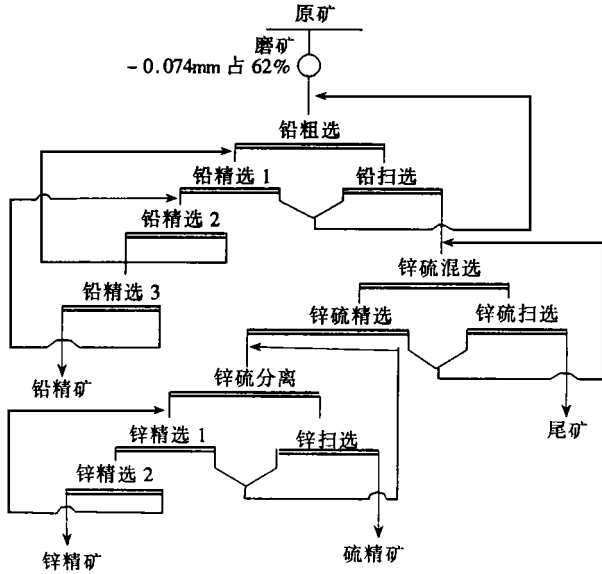 原矿
磨矿
-0.074mm 占 62%
铅粗选
铅精选 1
铅扫选
铅精选 2
锌硫混选
铅精选 3
锌硫精选
锌硫扫选
铅精矿
锌硫分离
尾矿
锌精选 1
锌扫选
锌精选 2
锌精矿
硫精矿